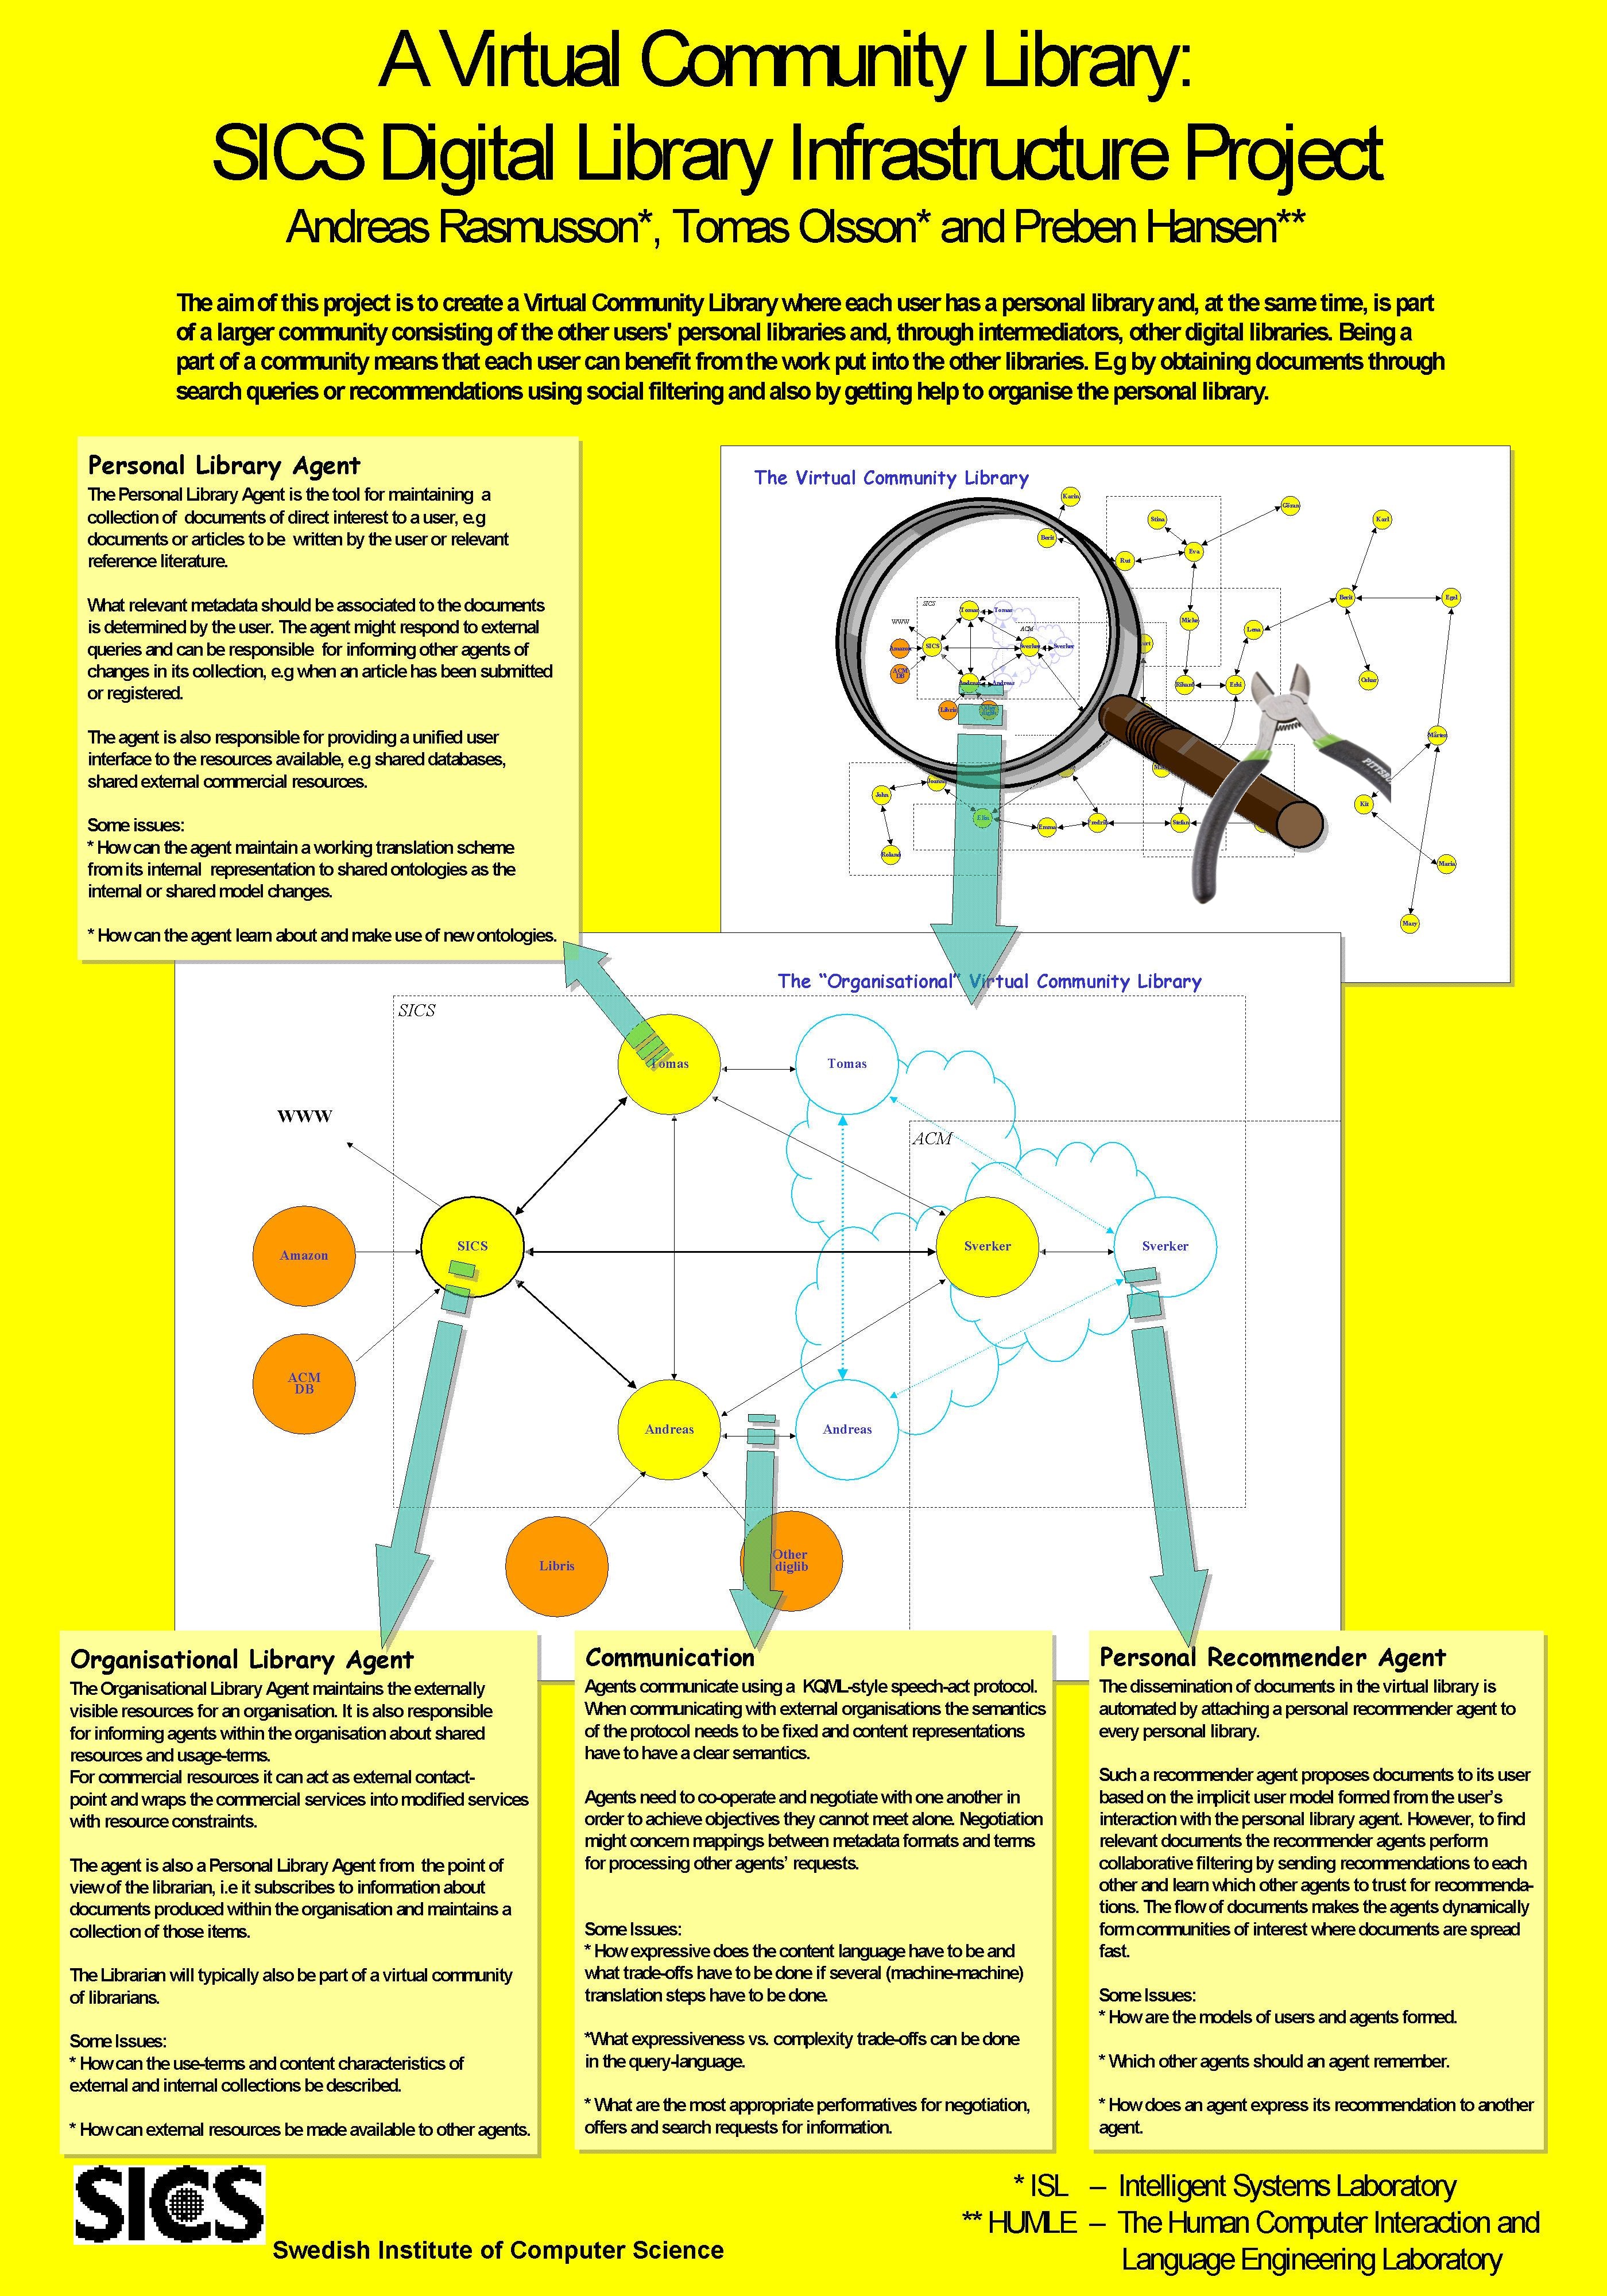 A Virtual Community Library:
SICS Digital Library Infrastructure Project
Andreas Rasmusson*, Tomas Olsson* and Preben Hansen**
The aim of this project is to create a Virtual Community Library where each user has a personal library and, at the same time, is part
of a larger community consisting of the other users' personal libraries and, through intermediators, other digital libraries. Being a
part of a community means that each user can benefit from the work put into the other libraries. E.g by obtaining documents through
search queries or recommendations using social filtering and also by getting help to organise the personal library.
Personal Library Agent
The Personal Library Agent is the tool for maintaining a
collection of documents of direct interest to a user, e.g
documents or articles to be written by the user or relevant
reference literature.
What relevant metadata should be associated to the documents
is determined by the user. The agent might respond to external
queries and can be responsible for informing other agents of
changes in its collection, e.g when an article has been submitted
or registered.
The agent is also responsible for providing a unified user
interface to the resources available, e.g shared databases,
shared external commercial resources.
Some issues:
* How can the agent maintain a working translation scheme
from its internal representation to shared ontologies as the
internal or shared model changes.
* How can the agent learn about and make use of new ontologies.
The Virtual Community Library
Karin
Göran
Stina
Karl
Berit
Eva
Rut
Berit
Egel
SICS
Tomas
Tomas
Miche
WWW
ACM
Lena
Amazon
SICS
Sverker
Sverker
ACM
DB
Andreas
Andreas
Rikard
Erki
Oskar
Libris
Mårten
John
Kit
Elin
Emma
Fredrik
Stefan
Roland
Maria
Mary
PITTSB
The “Organisational” Virtual Community Library
SICS
Tomas
Tomas
WWW
ACM
Amazon
SICS
Sverker
Sverker
ACM
DB
Andreas
Andreas
Libris
Other
diglib
Organisational Library Agent
The Organisational Library Agent maintains the externally
visible resources for an organisation. It is also responsible
for informing agents within the organisation about shared
resources and usage-terms.
For commercial resources it can act as external contact-
point and wraps the commercial services into modified services
with resource constraints.
The agent is also a Personal Library Agent from the point of
view of the librarian, i.e it subscribes to information about
documents produced within the organisation and maintains a
collection of those items.
The Librarian will typically also be part of a virtual community
of librarians.
Some Issues:
* How can the use-terms and content characteristics of
external and internal collections be described.
* How can external resources be made available to other agents.
Communication
Agents communicate using a KQML-style speech-act protocol.
When communicating with external organisations the semantics
of the protocol needs to be fixed and content representations
have to have a clear semantics.
Agents need to co-operate and negotiate with one another in
order to achieve objectives they cannot meet alone. Negotiation
might concern mappings between metadata formats and terms
for processing other agents’ requests.
Some Issues:
* How expressive does the content language have to be and
what trade-offs have to be done if several (machine-machine)
translation steps have to be done.
*What expressiveness vs. complexity trade-offs can be done
in the query-language.
* What are the most appropriate performatives for negotiation,
offers and search requests for information.
Personal Recommender Agent
The dissemination of documents in the virtual library is
automated by attaching a personal recommender agent to
every personal library.
Such a recommender agent proposes documents to its user
based on the implicit user model formed from the user’s
interaction with the personal library agent. However, to find
relevant documents the recommender agents perform
collaborative filtering by sending recommendations to each
other and learn which other agents to trust for recommenda-
tions. The flow of documents makes the agents dynamically
form communities of interest where documents are spread
fast.
Some Issues:
* How are the models of users and agents formed.
* Which other agents should an agent remember.
* How does an agent express its recommendation to another
agent.
SICS
Swedish Institute of Computer Science
* ISL – Intelligent Systems Laboratory
** HUMLE – The Human Computer Interaction and
Language Engineering Laboratory